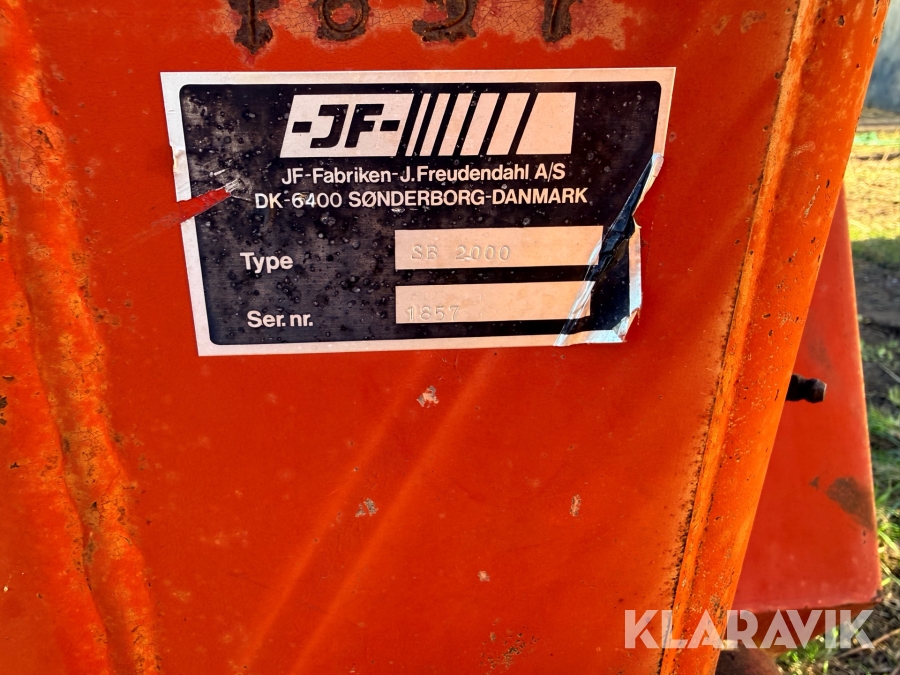 -JF-
JF-Fabriken-J.Freudendahl A/S
DK-6400 SØNDERBORG-DANMARK
Type SB 2000
Ser.nr. 1857
KLARAVIK